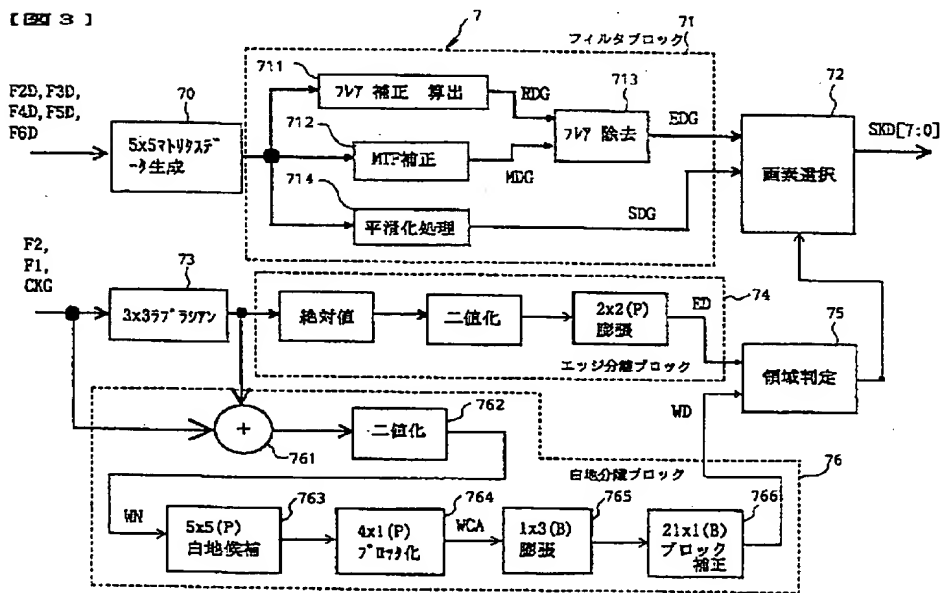 【図3】
7
71
フィルタブロック
711
フレア 補正 算出
EDG
713
フレア 除去
EDG
72
画素選択
SKD[7:0]
F2D, F3D,
F4D, F5D,
F6D
70
5x5マトリクスデ
ータ生成
712
MTF補正
MDG
714
平滑化処理
SDG
F2,
F1,
CKG
73
3x3ラプラシアン
絶対値
二値化
2x2(P)
膨張
ED
74
エッジ分離ブロック
75
領域判定
WD
+
761
762
二値化
白地分離ブロック
76
WN
763
5x5(P)
白地候補
764
4x1(P)
ブロック化
WCA
765
1x3(B)
膨張
766
21x1(B)
ブロック
補正